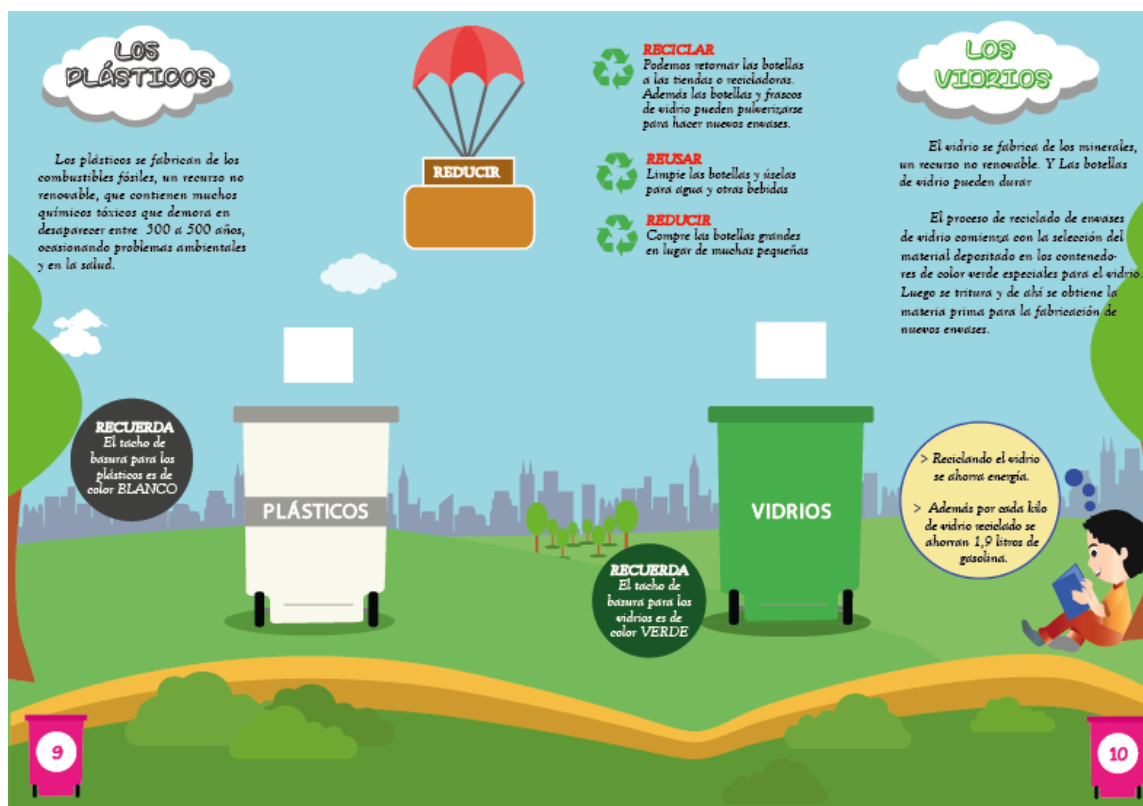 LOS
PLÁSTICOS
Los plásticos se fabrican de los
combustibles fósiles, un recurso no
renovable, que contienen muchos
químicos tóxicos que demora en
desaparecer entre 300 a 500 años,
ocasionando problemas ambientales
y en la salud.
REDUCIR
RECUERDA
El tacho de
basura para los
plásticos es de
color BLANCO
PLÁSTICOS
9
RECICLAR
Podemos retornar las botellas
a las tiendas o recicladoras.
Además las botellas y frascos
de vidrio pueden pulverizarse
para hacer nuevos envases.
REUSAR
Limpie las botellas y úselas
para agua y otras bebidas
REDUCIR
Compre las botellas grandes
en lugar de muchas pequeñas
LOS
VIDRIOS
El vidrio se fabrica de los minerales,
un recurso no renovable. Y Las botellas
de vidrio pueden durar
El proceso de reciclado de envases
de vidrio comienza con la selección del
material depositado en los contenedo-
res de color verde especiales para el vidrio.
Luego se tritura y de ahí se obtiene la
materia prima para la fabricación de
nuevos envases.
VIDRIOS
RECUERDA
El tacho de
basura para los
vidrios es de
color VERDE
> Reciclando el vidrio
se ahorra energía.
> Además por cada kilo
de vidrio reciclado se
ahorran 1,9 litros de
gasolina.
10